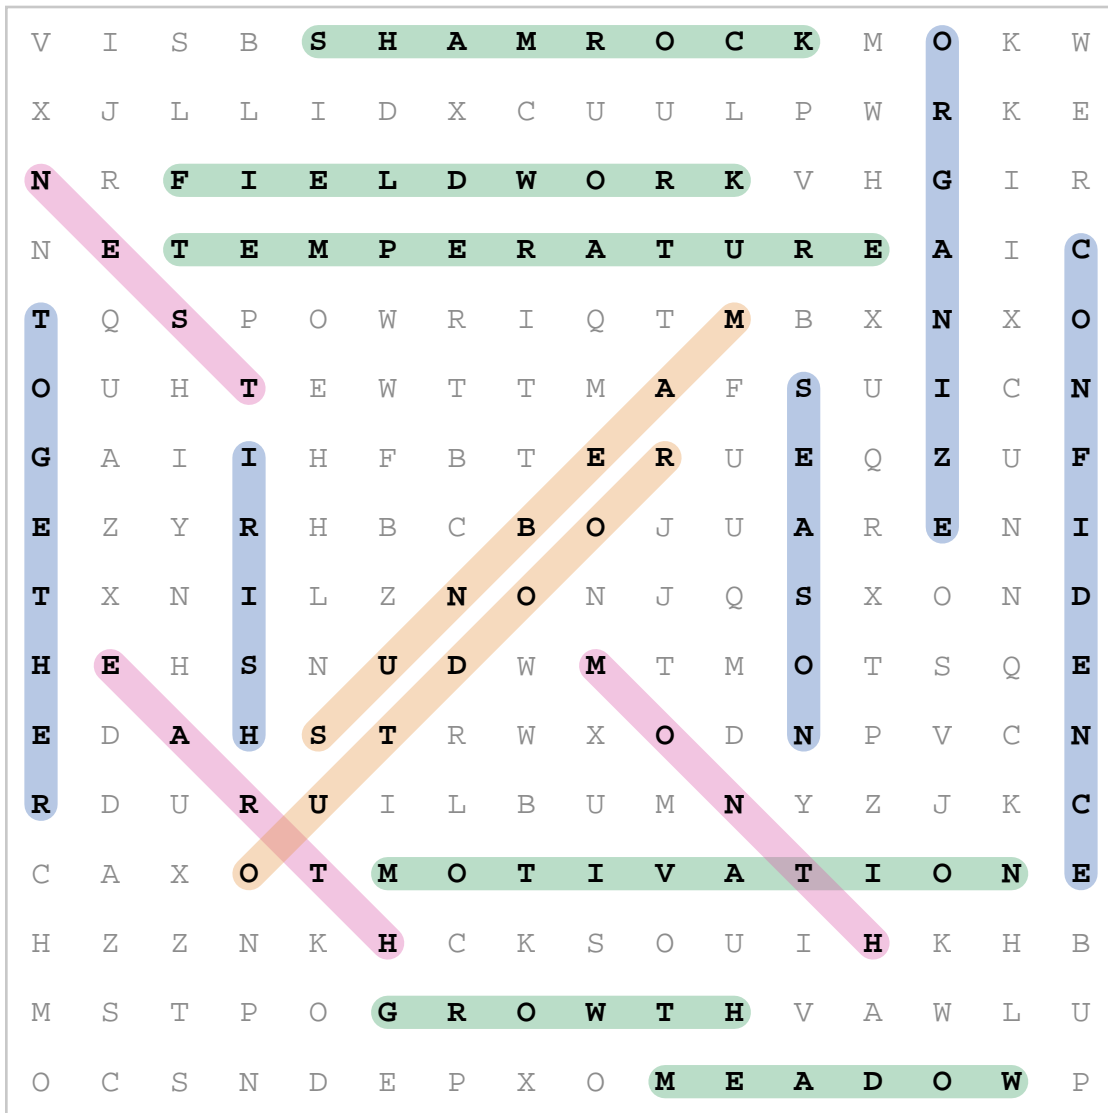 V I S B S H A M R O C K M O K W
X J L L I D X C U U L P W R K E
N R F I E L D W O R K V H G I R
N E T E M P E R A T U R E A I C
T Q S P O W R I Q T M B X N X O
O U H T E W T T M A F S U I C N
G A I I H F B T E R U E Q Z U F
E Z Y R H B C B O J U A R E N I
T X N I L Z N O N J Q S X O N D
H E H S N U D W M T M O T S Q E
E D A H S T R W X O D N P V C N
R D U R U I L B U M N Y Z J K C
C A X O T M O T I V A T I O N E
H Z Z N K H C K S O U I H K H B
M S T P O G R O W T H V A W L U
O C S N D E P X O M E A D O W P